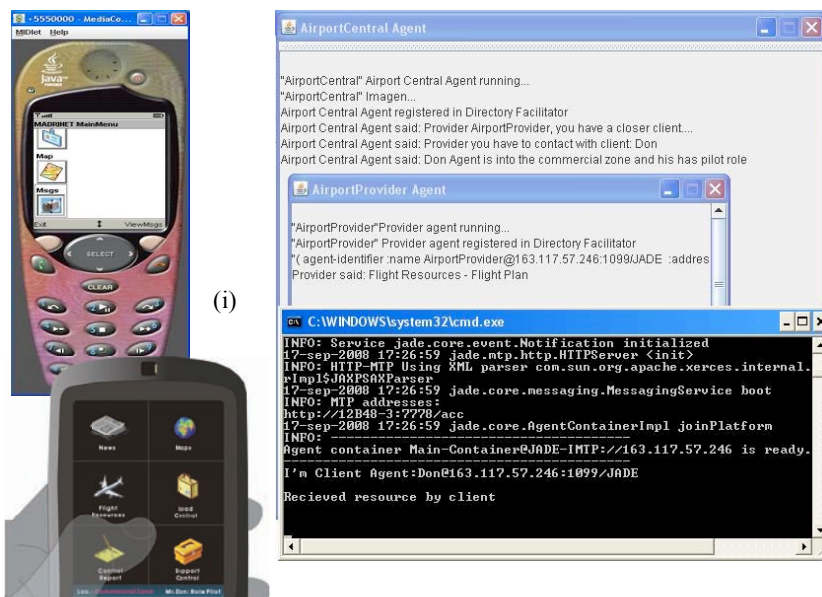 +5550000 - MediaCo...
MIDlet Help
Java
MADRINET MainMenu
Map
Msgs
Exit ViewMsgs
SELECT
CLEAR
(i)
News Maps
Flight Resources
load Control
Control Report
Support Control
Loc.: Commercial Zone Mr.Don: Role Pilot
AirportCentral Agent
"AirportCentral" Airport Central Agent running...
"AirportCentral" Imagen...
Airport Central Agent registered in Directory Facilitator
Airport Central Agent said: Provider AirportProvider, you have a closer client....
Airport Central Agent said: Provider you have to contact with client: Don
Airport Central Agent said: Don Agent is into the commercial zone and his has pilot role
AirportProvider Agent
"AirportProvider"Provider agent running...
"AirportProvider" Provider agent registered in Directory Facilitator
"( agent-identifier :name AirportProvider@163.117.57.246:1099/JADE :addres
Provider said: Flight Resources - Flight Plan
C:\WINDOWS\system32\cmd.exe
INFO: Service jade.core.event.Notification initialized
17-sep-2008 17:26:59 jade.mtp.http.HTTPServer <init>
INFO: HTTP-MTP Using XML parser com.sun.org.apache.xerces.internal.
rImpl$JAXPSAXParser
17-sep-2008 17:26:59 jade.core.messaging.MessagingService boot
INFO: MTP addresses:
http://12B48-3:7778/acc
17-sep-2008 17:26:59 jade.core.AgentContainerImpl joinPlatform
INFO: --------------------------------------
Agent container Main-Container@JADE-IMTP://163.117.57.246 is ready.
--------------------------------------------
I'm Client Agent:Don@163.117.57.246:1099/JADE
Recieved resource by client